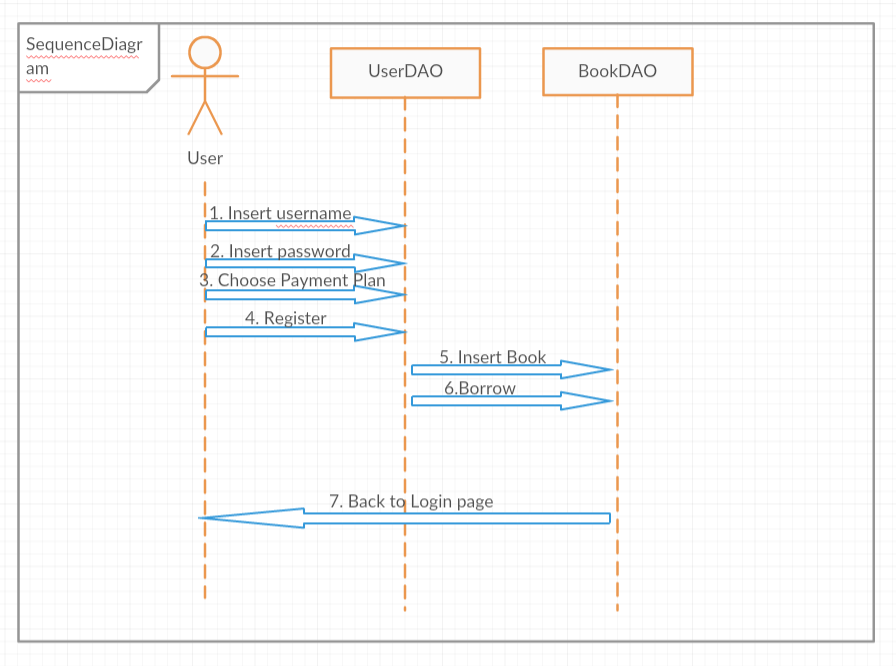 SequenceDiagr
am
UserDAO
BookDAO
User
1. Insert username
2. Insert password
3. Choose Payment Plan
4. Register
5. Insert Book
6.Borrow
7. Back to Login page